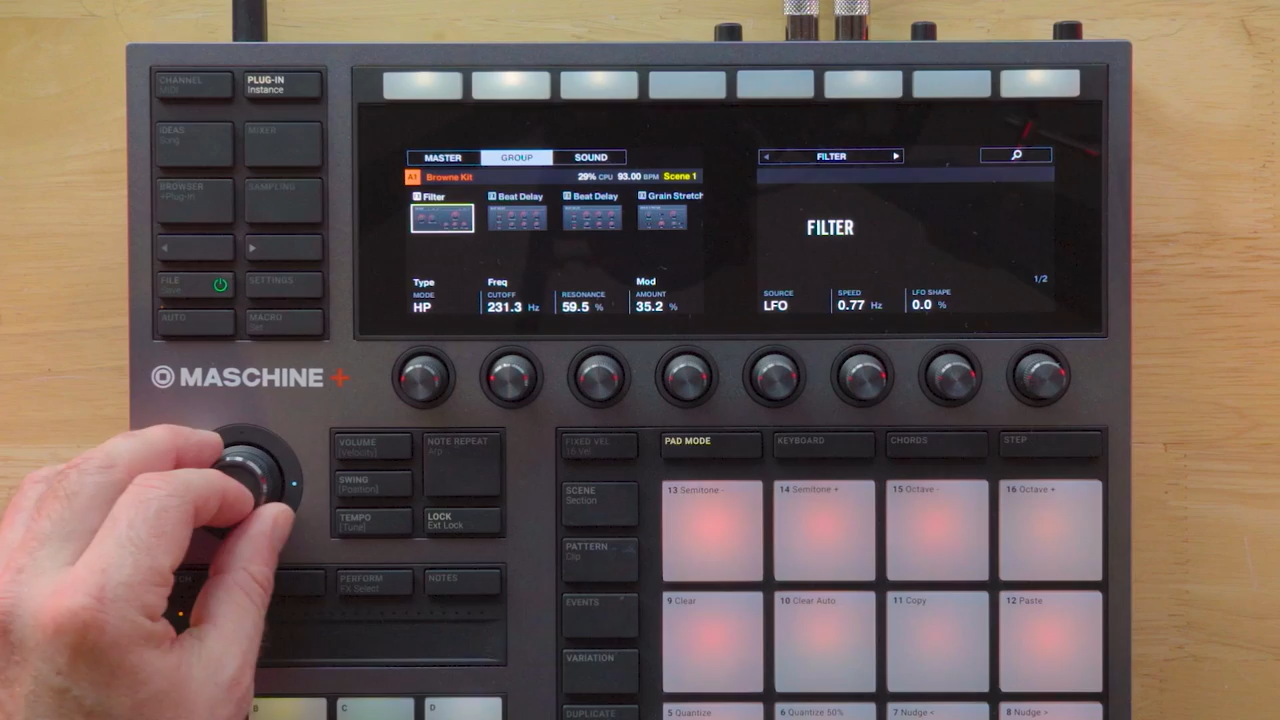 CHANNEL
MIDI
PLUG-IN
Instance
IDEAS
Song
MIXER
BROWSER
+Plug-in
SAMPLING
FILE
Save
SETTINGS
AUTO
MACRO
Set
MASTER GROUP SOUND
A1 Browne Kit 29% CPU 93.00 BPM Scene 1
Filter Beat Delay Beat Delay Grain Stretch
Type Freq Mod
MODE CUTOFF RESONANCE AMOUNT
HP 231.3 Hz 59.5 % 35.2 %
FILTER
FILTER
1/2
SOURCE SPEED LFO SHAPE
LFO 0.77 Hz 0.0 %
MASCHINE+
VOLUME
[Velocity]
NOTE REPEAT
Arp
SWING
[Position]
TEMPO
[Tune]
LOCK
Ext Lock
PERFORM
FX Select
NOTES
FIXED VEL
16 Vel
PAD MODE
KEYBOARD
CHORDS
STEP
SCENE
Section
PATTERN
Clip
EVENTS
VARIATION
DUPLICATE
13 Semitone -
14 Semitone +
15 Octave -
16 Octave +
9 Clear
10 Clear Auto
11 Copy
12 Paste
5 Quantize
6 Quantize 50%
7 Nudge <
8 Nudge >
B
C
D